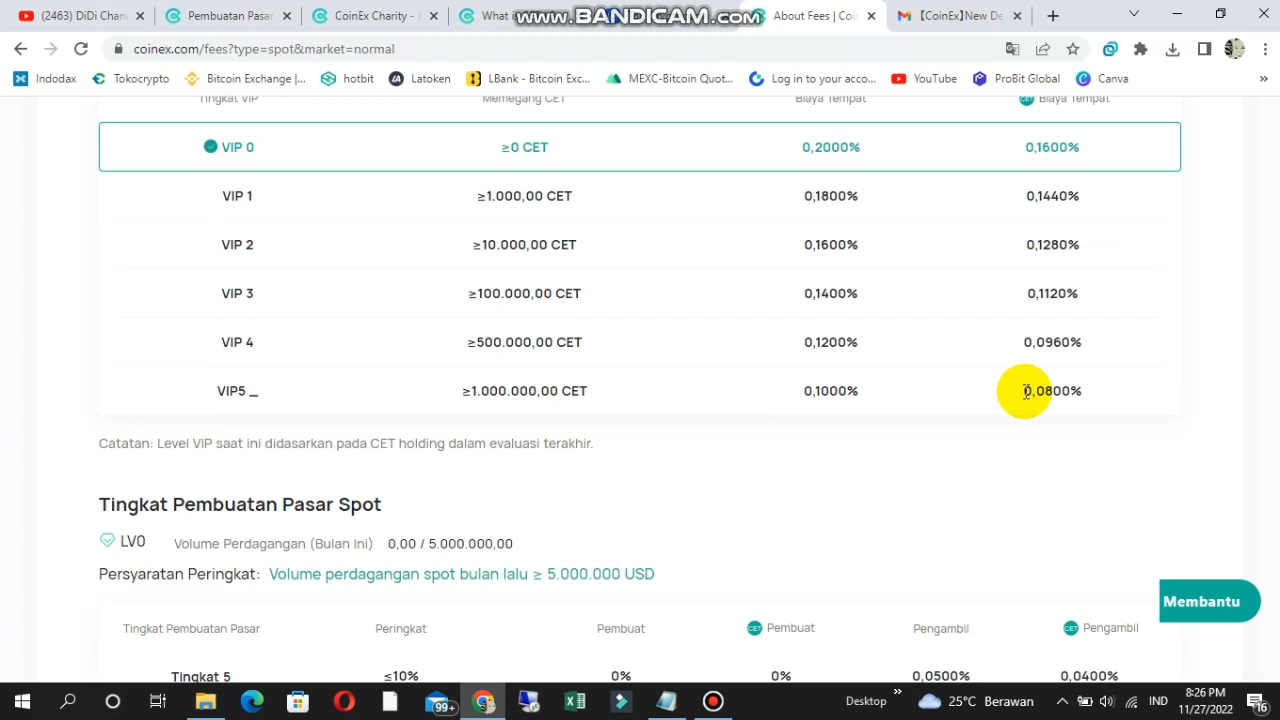 (2463) DiDi Chan
Pembuatan Pasar
CoinEx Charity -
What is
About Fees | Coin
[CoinEx]New De
www.BANDICAM.com
coinex.com/fees?type=spot&market=normal
Indodax
Tokocrypto
Bitcoin Exchange |...
hotbit
Latoken
LBank - Bitcoin Exc...
MEXC-Bitcoin Quot...
Log in to your acco...
YouTube
ProBit Global
Canva
»
Tingkat VIP
Memegang CET
Biaya Tempat
CET Biaya Tempat
VIP 0 ≥0 CET 0,2000% 0,1600%
VIP 1 ≥1.000,00 CET 0,1800% 0,1440%
VIP 2 ≥10.000,00 CET 0,1600% 0,1280%
VIP 3 ≥100.000,00 CET 0,1400% 0,1120%
VIP 4 ≥500.000,00 CET 0,1200% 0,0960%
VIP5 _ ≥1.000.000,00 CET 0,1000% 0,0800%
Catatan: Level VIP saat ini didasarkan pada CET holding dalam evaluasi terakhir.
Tingkat Pembuatan Pasar Spot
LV0 Volume Perdagangan (Bulan Ini) 0,00 / 5.000.000,00
Persyaratan Peringkat: Volume perdagangan spot bulan lalu ≥ 5.000.000 USD
Membantu
Tingkat Pembuatan Pasar Peringkat Pembuat CET Pembuat Pengambil CET Pengambil
Tingkat 5 ≤10% 0% 0% 0,0500% 0,0400%
99+
Desktop
»
25°C Berawan
IND
8:26 PM
11/27/2022
16